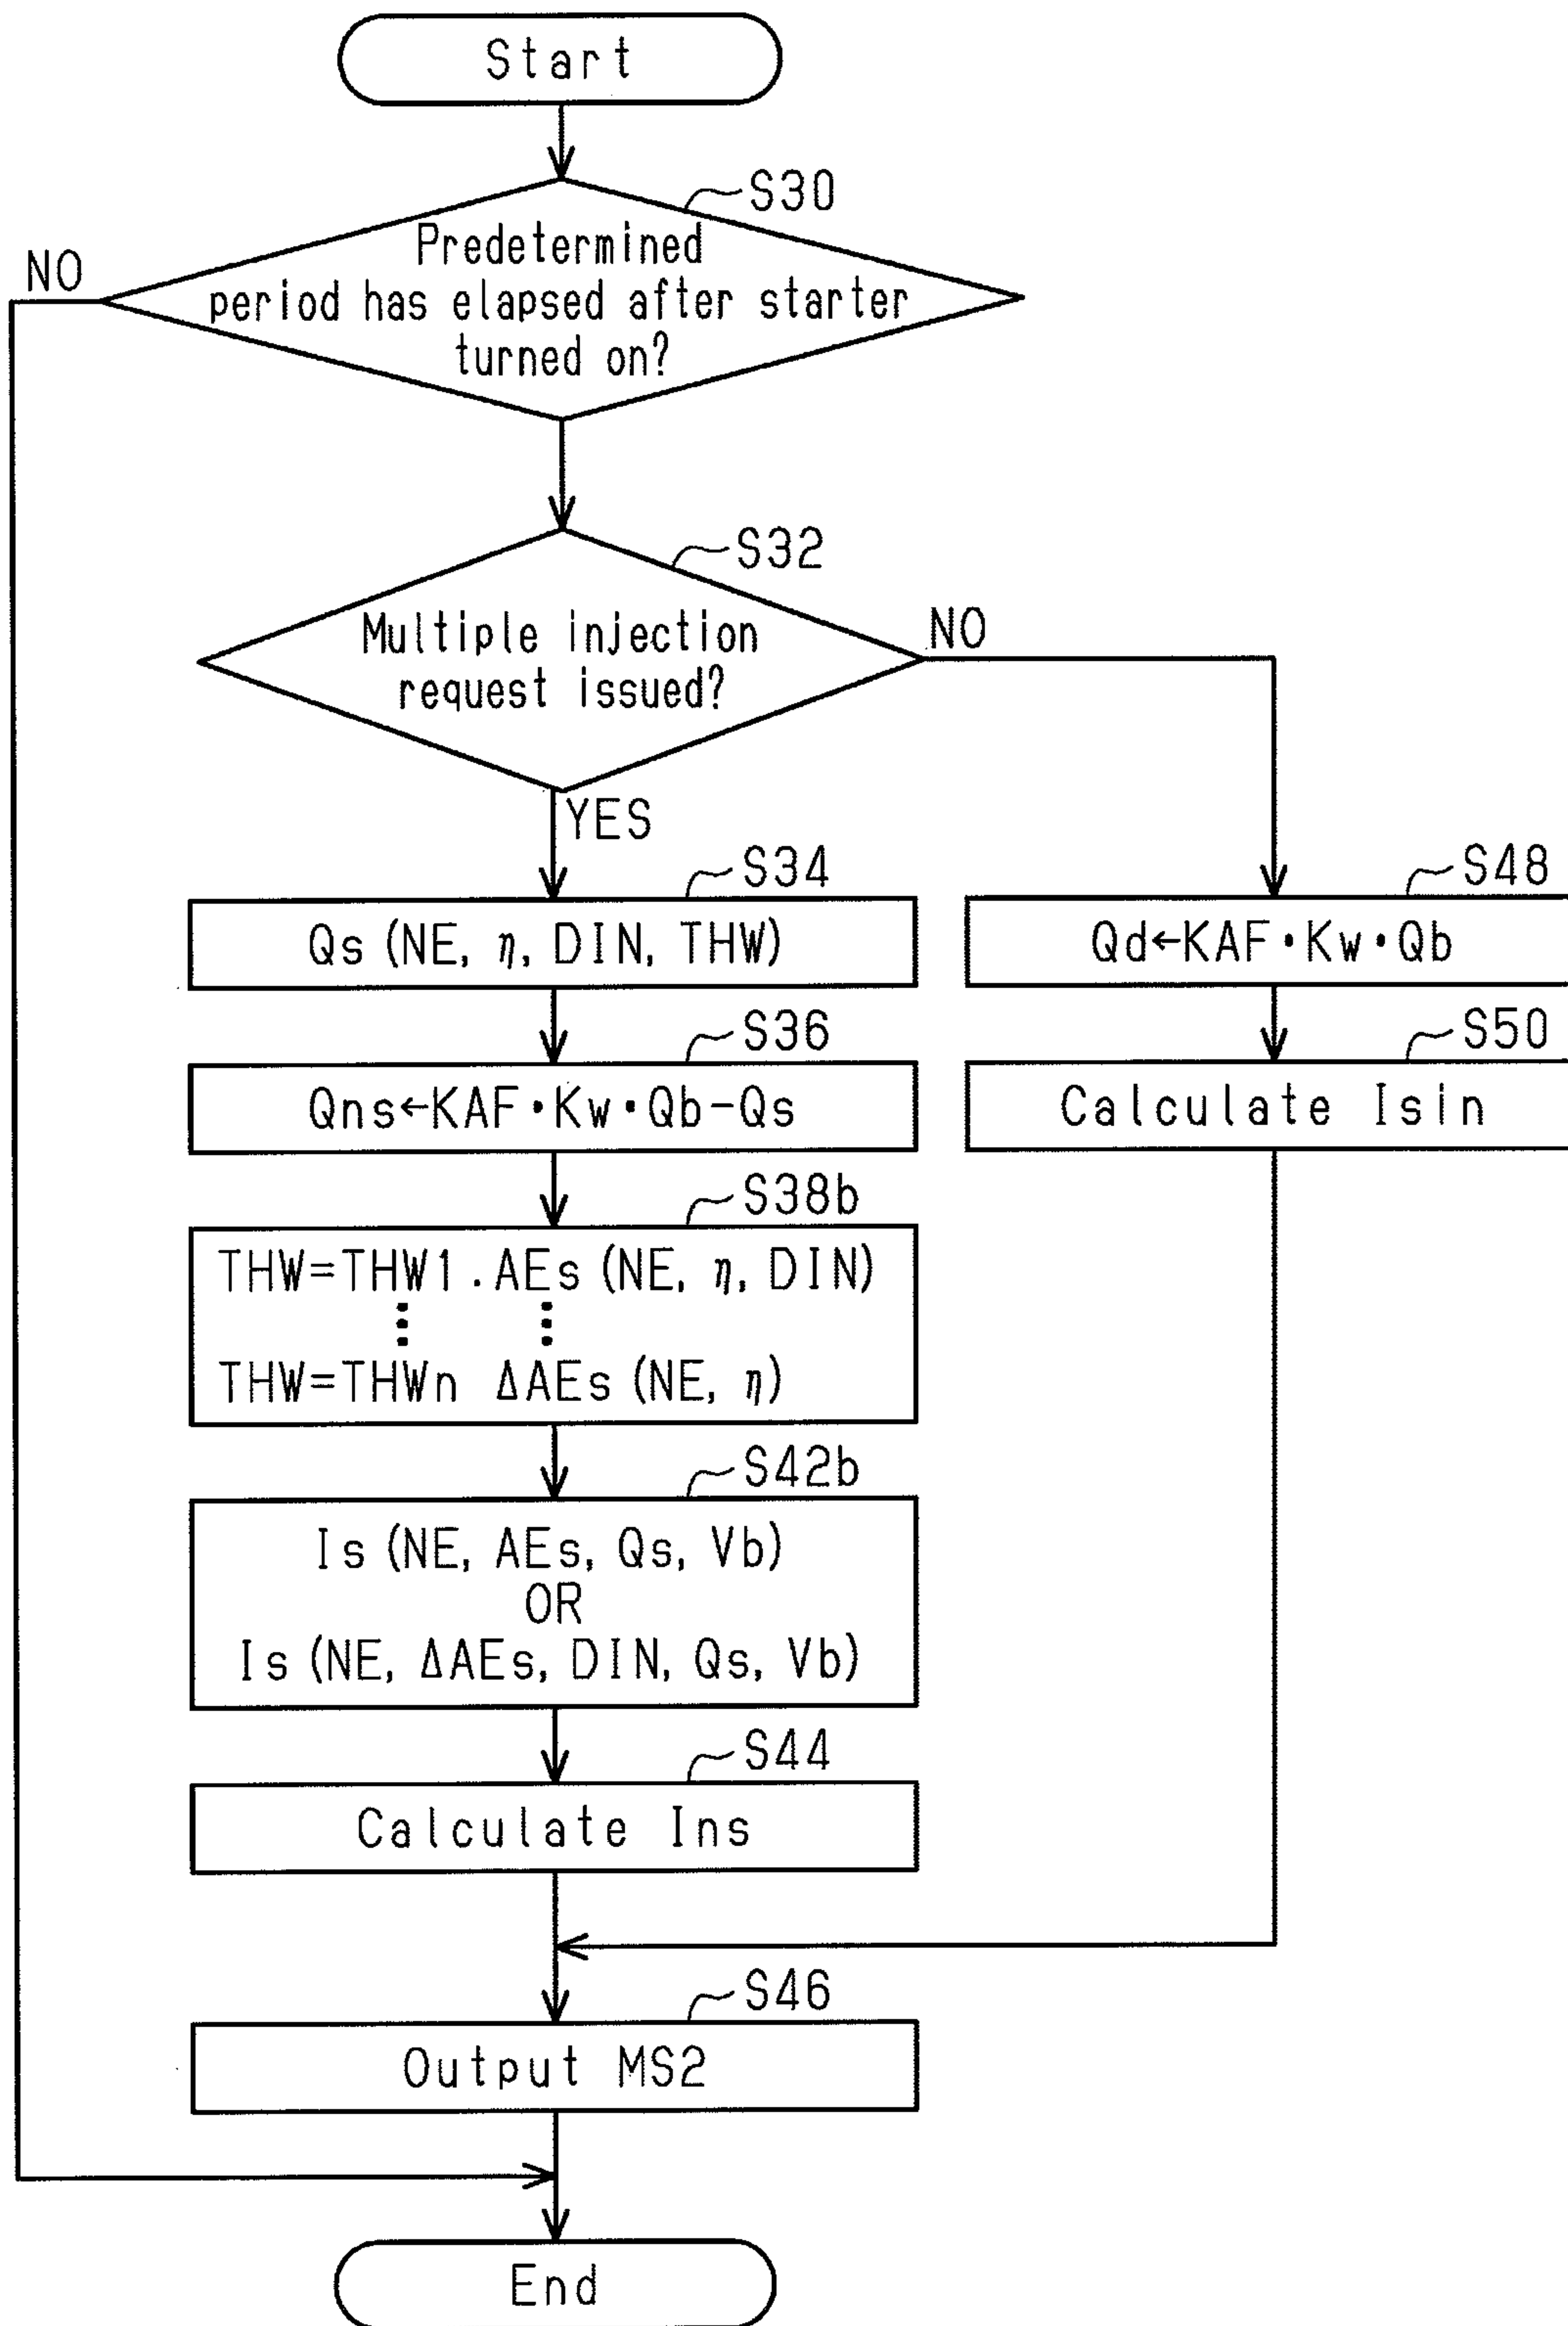 Start
S30
NO
Predetermined
period has elapsed after starter
turned on?
S32
Multiple injection
request issued?
NO
YES
S34
Qs (NE, η, DIN, THW)
S48
Qd←KAF・Kw・Qb
S36
Qns←KAF・Kw・Qb−Qs
S50
Calculate Isin
S38b
THW=THW1 . AEs (NE, η, DIN)
THW=THWn ΔAEs (NE, η)
S42b
Is (NE, AEs, Qs, Vb)
OR
Is (NE, ΔAEs, DIN, Qs, Vb)
S44
Calculate Ins
S46
Output MS2
End